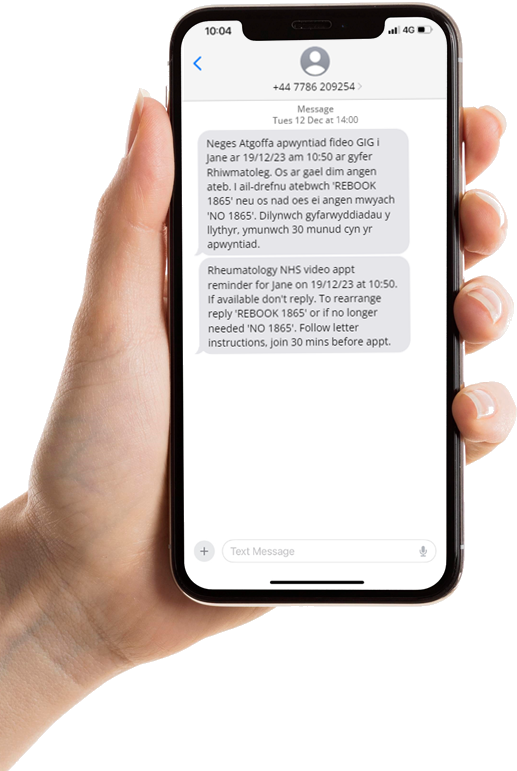 10:04
4G
+44 7786 209254
Message
Tues 12 Dec at 14:00
Neges Atgoffa apwyntiad fideo GIG i
Jane ar 19/12/23 am 10:50 ar gyfer
Rhiwmatoleg. Os ar gael dim angen
ateb. I ail-drefnu atebwch 'REBOOK
1865' neu os nad oes ei angen mwyach
'NO 1865'. Dilynwch gyfarwyddiadau y
llythyr, ymunwch 30 munud cyn yr
apwyntiad.
Rheumatology NHS video appt
reminder for Jane on 19/12/23 at 10:50.
If available don't reply. To rearrange
reply 'REBOOK 1865' or if no longer
needed 'NO 1865'. Follow letter
instructions, join 30 mins before appt.
Text Message